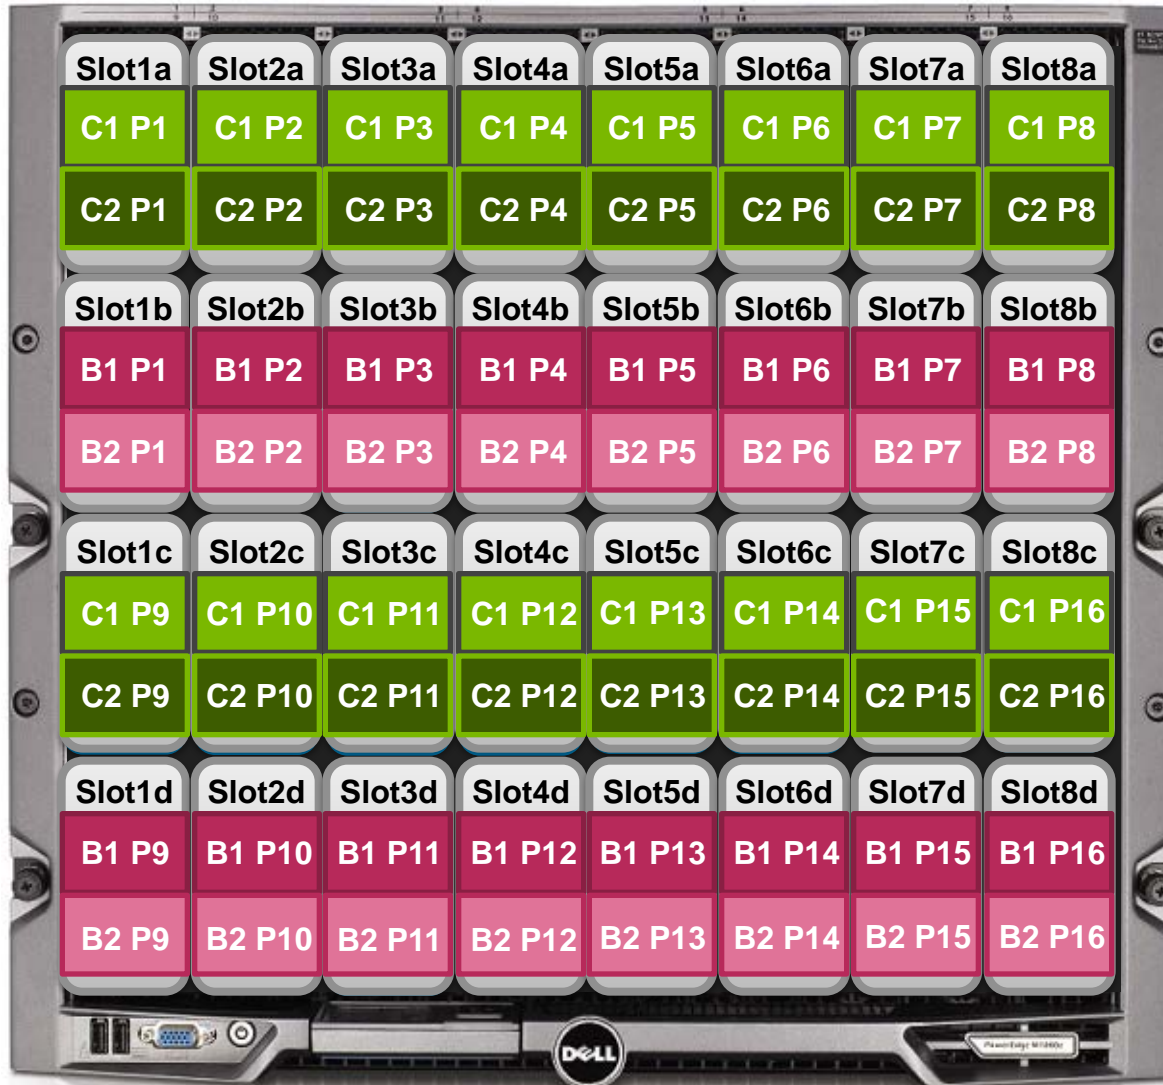 Slot1a Slot2a Slot3a Slot4a Slot5a Slot6a Slot7a Slot8a
C1 P1 C1 P2 C1 P3 C1 P4 C1 P5 C1 P6 C1 P7 C1 P8
C2 P1 C2 P2 C2 P3 C2 P4 C2 P5 C2 P6 C2 P7 C2 P8
Slot1b Slot2b Slot3b Slot4b Slot5b Slot6b Slot7b Slot8b
B1 P1 B1 P2 B1 P3 B1 P4 B1 P5 B1 P6 B1 P7 B1 P8
B2 P1 B2 P2 B2 P3 B2 P4 B2 P5 B2 P6 B2 P7 B2 P8
Slot1c Slot2c Slot3c Slot4c Slot5c Slot6c Slot7c Slot8c
C1 P9 C1 P10 C1 P11 C1 P12 C1 P13 C1 P14 C1 P15 C1 P16
C2 P9 C2 P10 C2 P11 C2 P12 C2 P13 C2 P14 C2 P15 C2 P16
Slot1d Slot2d Slot3d Slot4d Slot5d Slot6d Slot7d Slot8d
B1 P9 B1 P10 B1 P11 B1 P12 B1 P13 B1 P14 B1 P15 B1 P16
B2 P9 B2 P10 B2 P11 B2 P12 B2 P13 B2 P14 B2 P15 B2 P16
DELL
PowerEdge M1000e